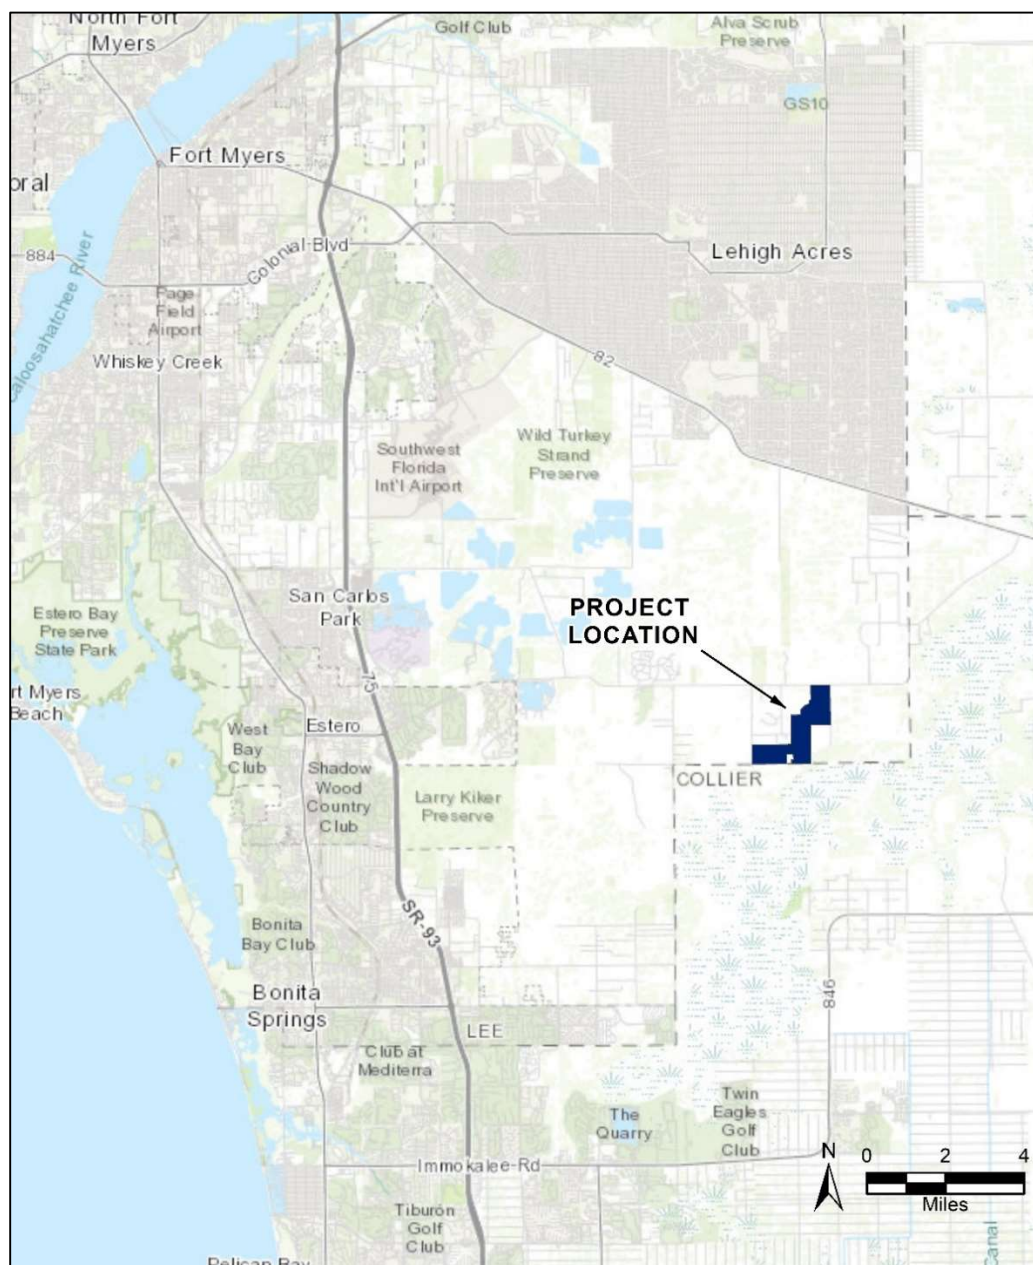 North Fort
Myers
Golf Club
Alva Scrub
Preserve
GS10
Fort Myers
oral
884
Colonial Blvd
Lehigh Acres
Caloosahatchee River
Page
Field
Airport
Whiskey Creek
82
Southwest
Florida
Int'l Airport
Wild Turkey
Strand
Preserve
San Carlos
Park
Estero Bay
Preserve
State Park
PROJECT
LOCATION
75
rt Myers
Beach
West
Bay
Club
Estero
Shadow
Wood
Country
Club
Larry Kiker
Preserve
COLLIER
SR-93
Bonita
Bay Club
846
Bonita
Springs
LEE
Club at
Mediterra
The
Quarry
Twin
Eagles
Golf
Club
Immokalee Rd
N
0 2 4
Miles
Tiburón
Golf
Club
Canal
Pelican Bay